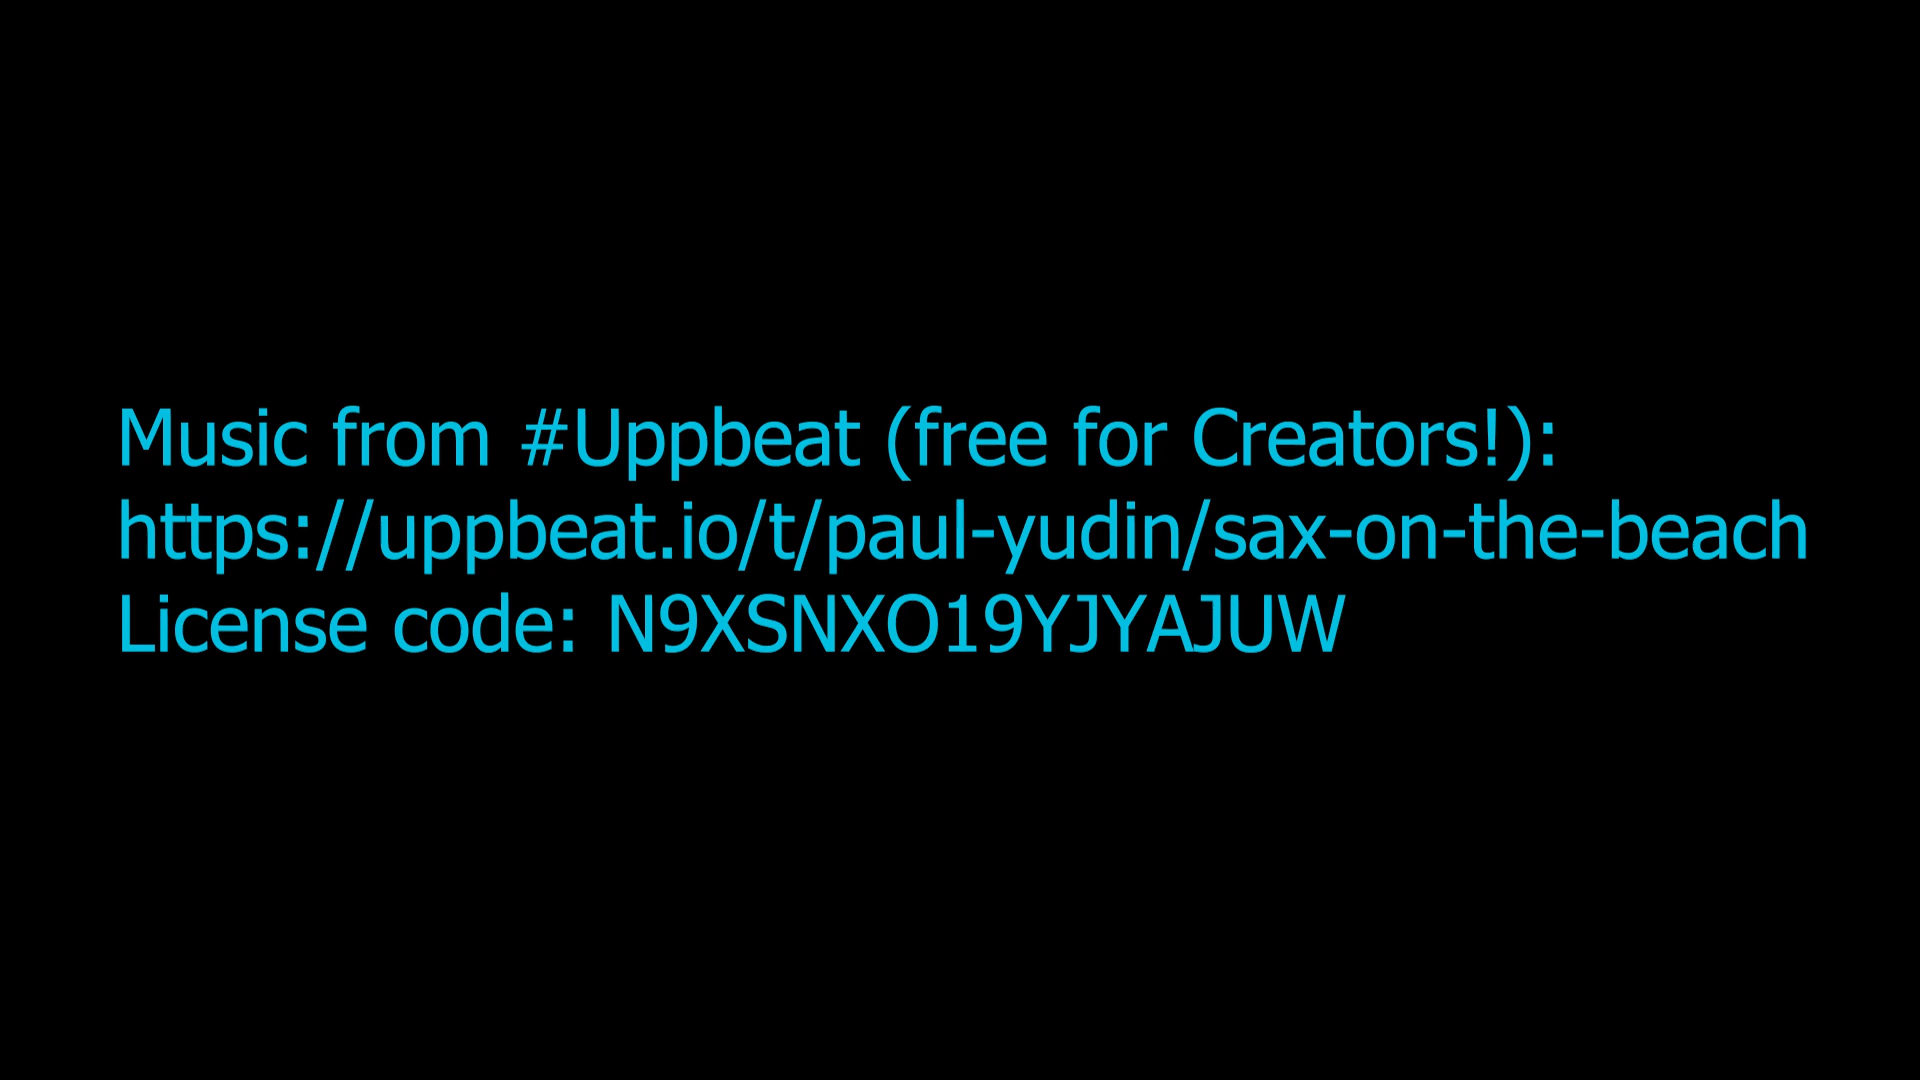 Music from #Uppbeat (free for Creators!):
https://uppbeat.io/t/paul-yudin/sax-on-the-beach
License code: N9XSNXO19YJYAJUW